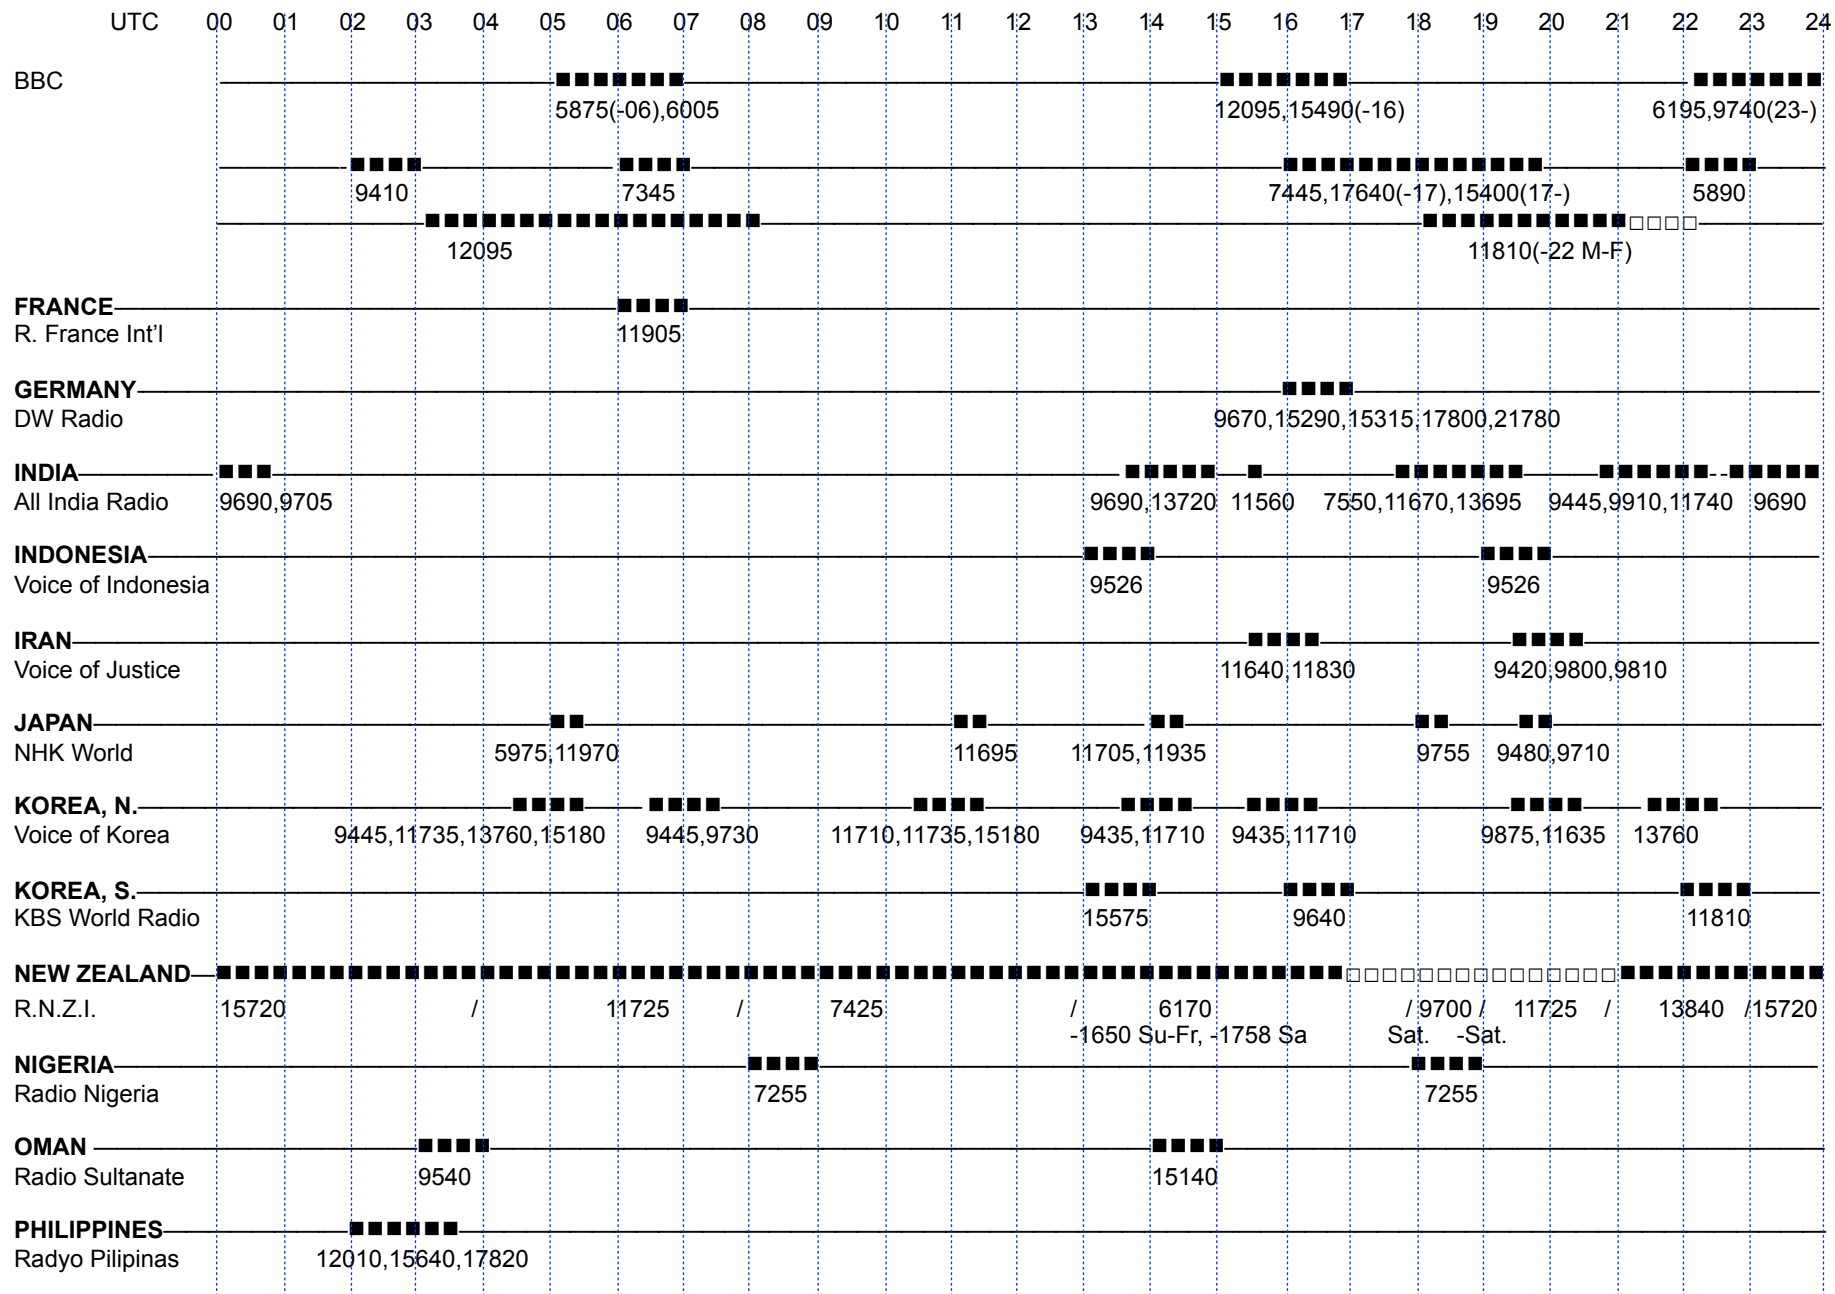 UTC 00 01 02 03 04 05 06 07 08 09 10 11 12 13 14 15 16 17 18 19 20 21 22 23 24
BBC
5875(-06),6005 12095,15490(-16) 6195,9740(23-)
9410 7345 7445,17640(-17),15400(17-) 5890
12095 11810(-22 M-F)
FRANCE
R. France Int'l 11905
GERMANY
DW Radio 9670,15290,15315,17800,21780
INDIA
All India Radio 9690,9705 9690,13720 11560 7550,11670,13695 9445,9910,11740 9690
INDONESIA
Voice of Indonesia 9526 9526
IRAN
Voice of Justice 11640,11830 9420,9800,9810
JAPAN
NHK World 5975,11970 11695 11705,11935 9755 9480,9710
KOREA, N.
Voice of Korea 9445,11735,13760,15180 9445,9730 11710,11735,15180 9435,11710 9435,11710 9875,11635 13760
KOREA, S.
KBS World Radio 15575 9640 11810
NEW ZEALAND
R.N.Z.I. 15720 / 11725 / 7425 / 6170 / 9700 / 11725 / 13840 /15720
-1650 Su-Fr, -1758 Sa Sat. -Sat.
NIGERIA
Radio Nigeria 7255 7255
OMAN
Radio Sultanate 9540 15140
PHILIPPINES
Radyo Pilipinas 12010,15640,17820